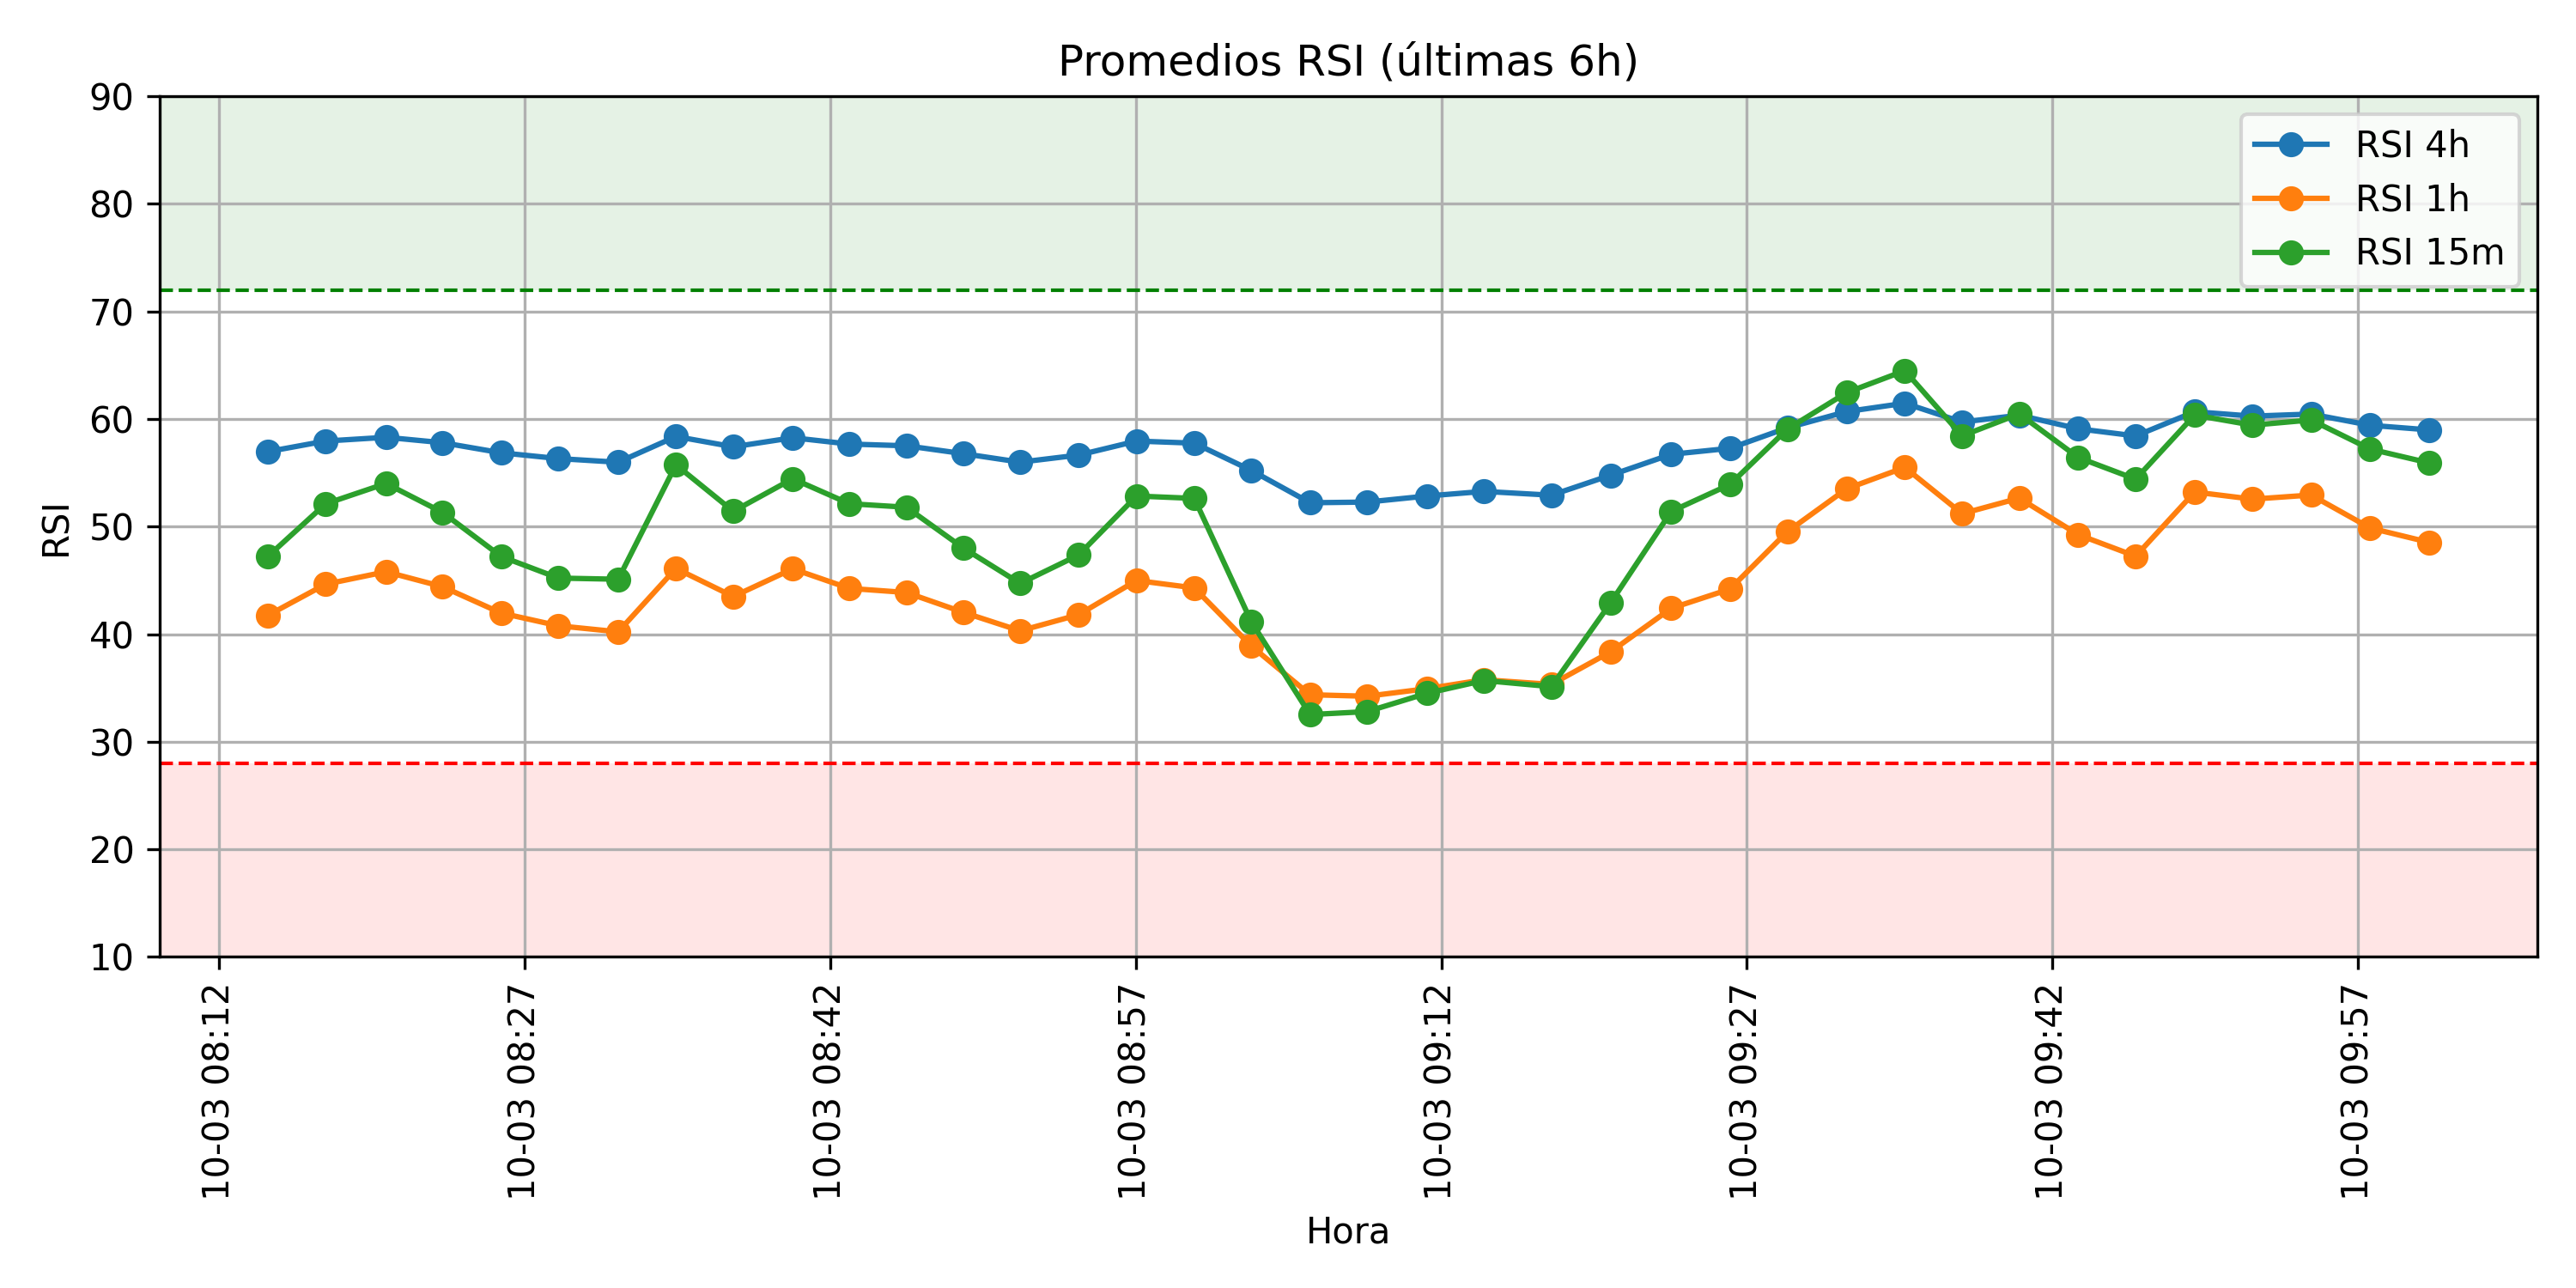 Promedios RSI (últimas 6h)
90
80
70
60
50
40
30
20
10
RSI
RSI 4h
RSI 1h
RSI 15m
10-03 08:12
10-03 08:27
10-03 08:42
10-03 08:57
10-03 09:12
10-03 09:27
10-03 09:42
10-03 09:57
Hora